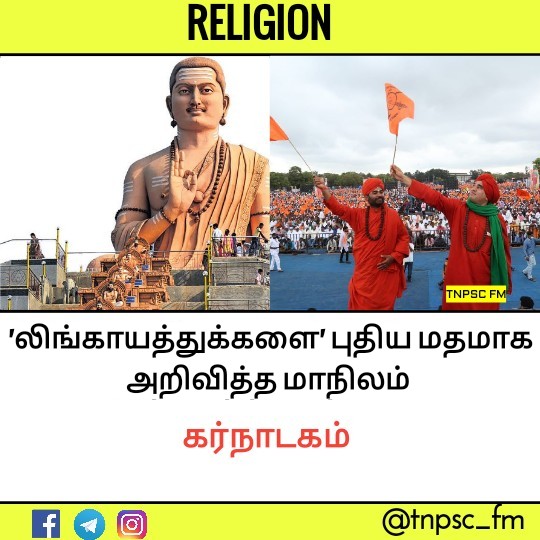 RELIGION
TNPSC FM
'லிங்காயத்துக்களை' புதிய மதமாக
அறிவித்த மாநிலம்
கர்நாடகம்
@tnpsc_fm